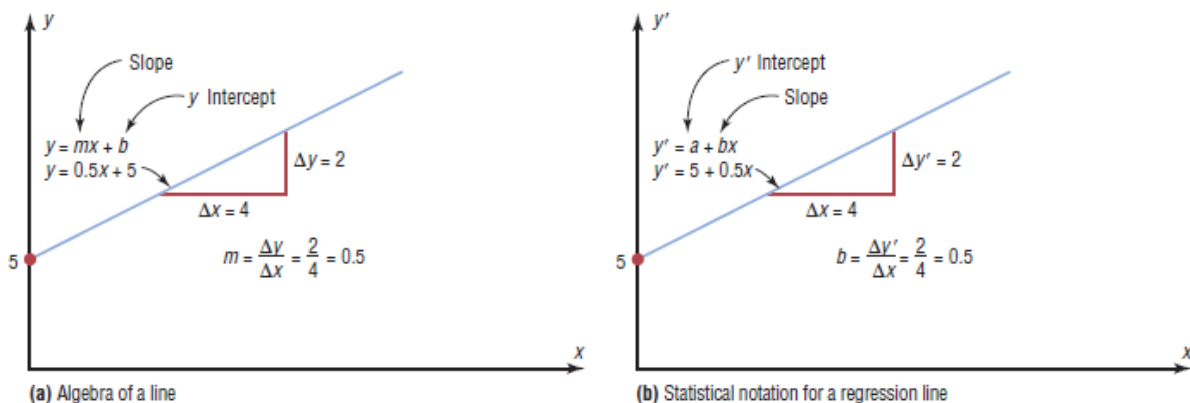 y
Slope
y Intercept
y = mx + b
y = 0.5x + 5
Δy = 2
Δx = 4
m = Δy/Δx = 2/4 = 0.5
5
x
(a) Algebra of a line
y′
y′ Intercept
Slope
y′ = a + bx
y′ = 5 + 0.5x
Δy′ = 2
Δx = 4
b = Δy′/Δx = 2/4 = 0.5
5
x
(b) Statistical notation for a regression line